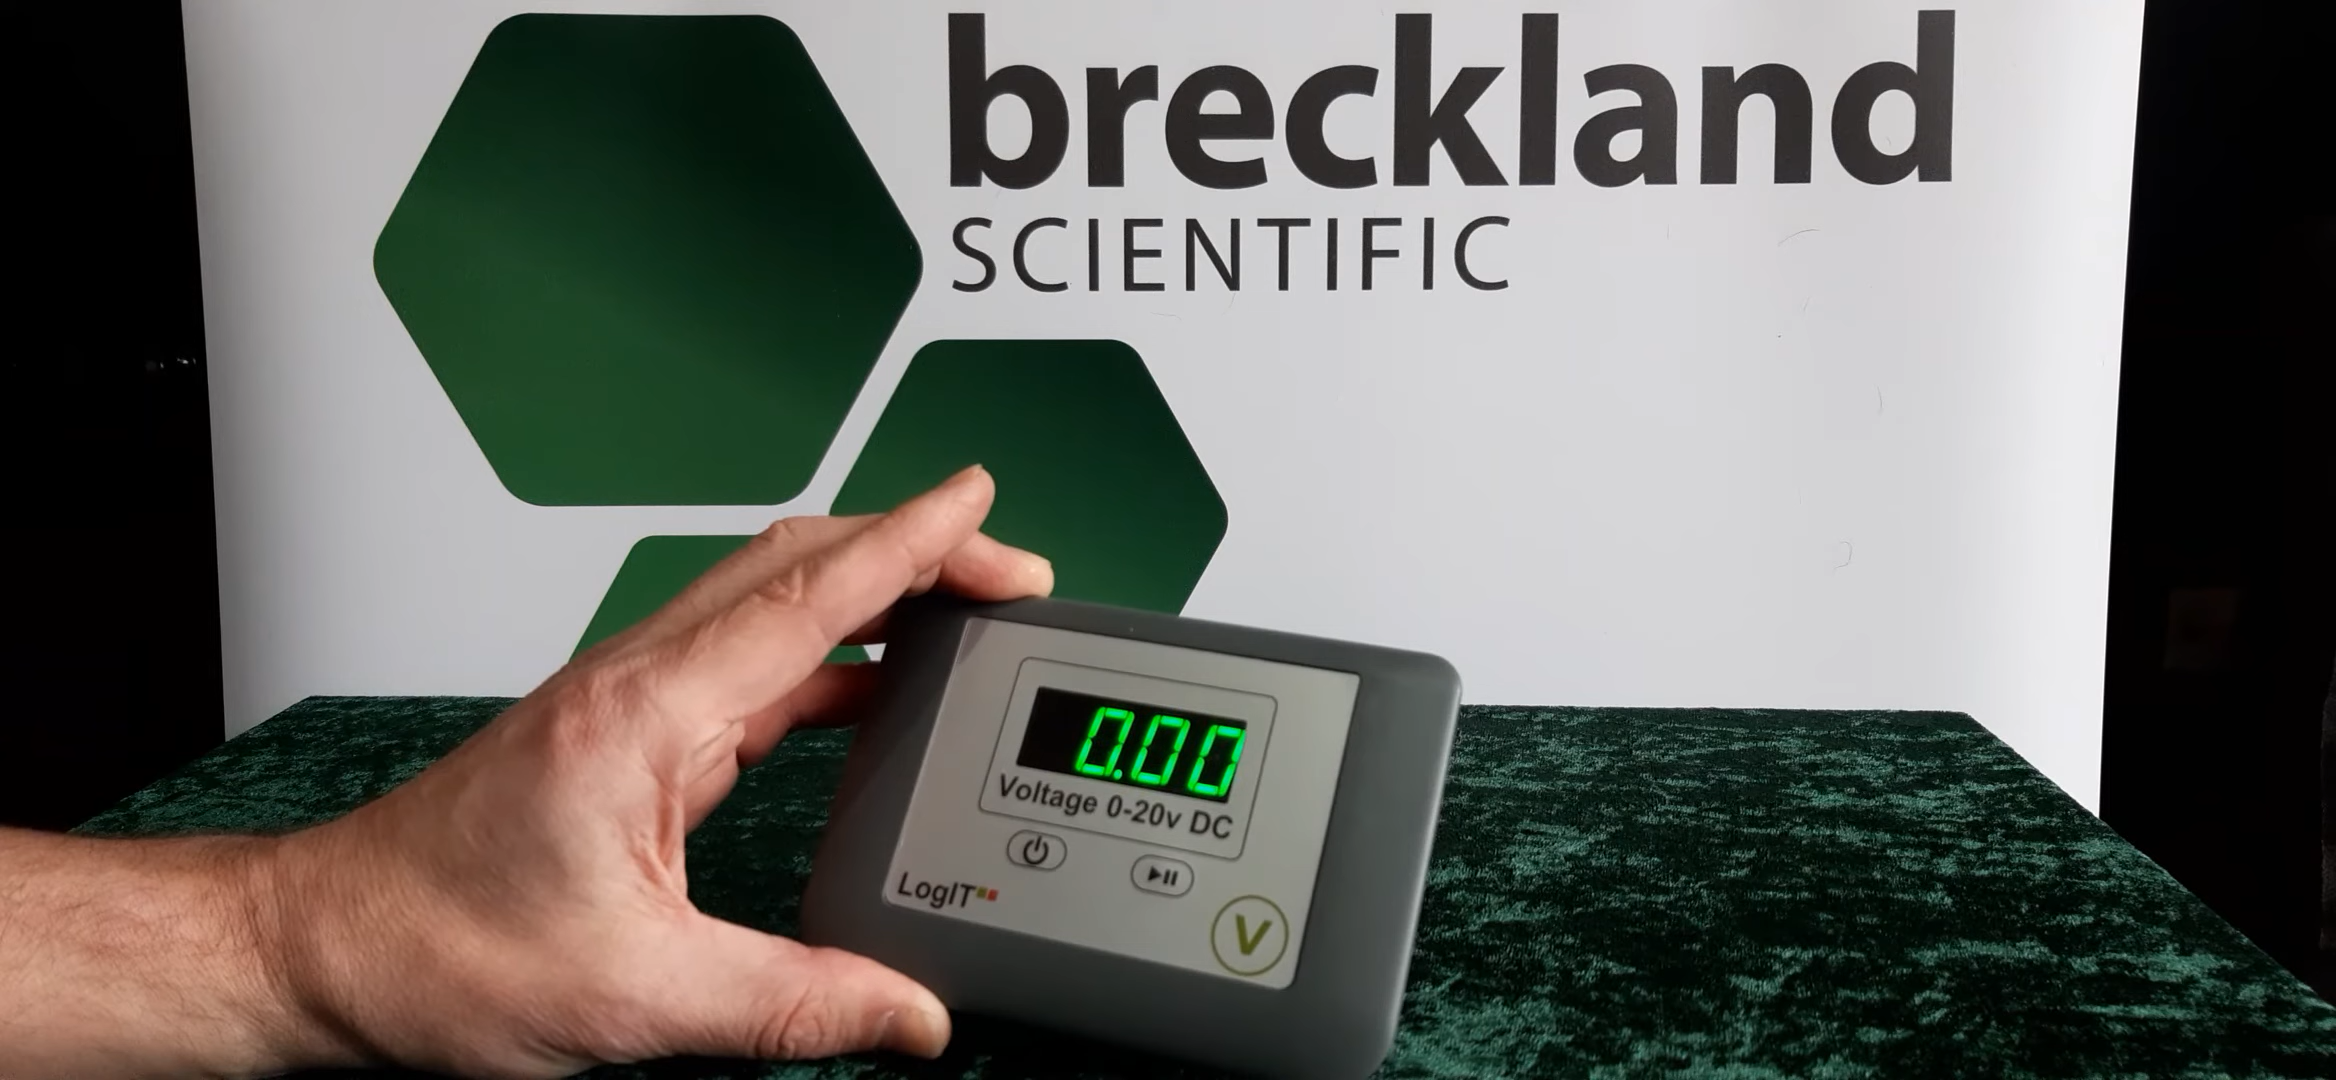 breckland
SCIENTIFIC
0.00
Voltage 0-20v DC
LogIT
V